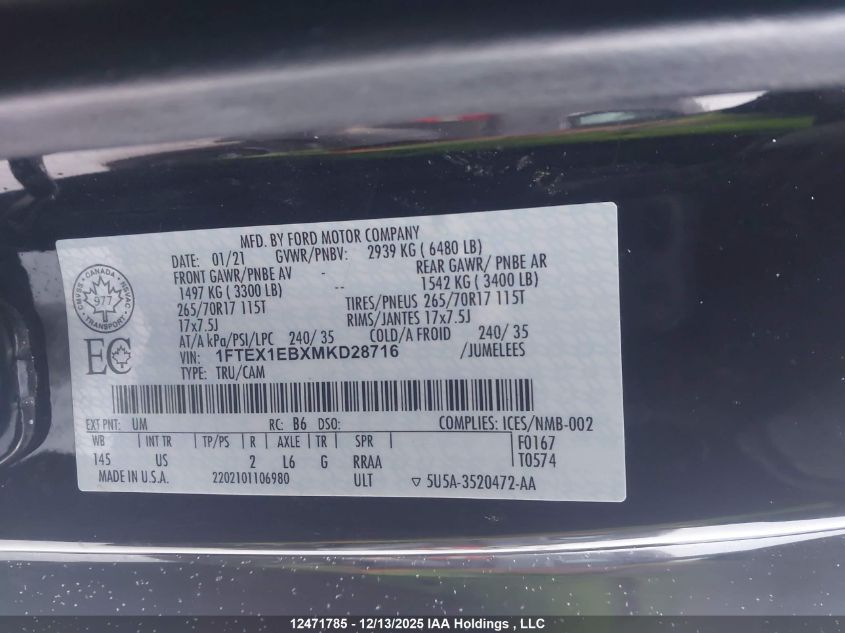 MFD. BY FORD MOTOR COMPANY
DATE: 01/21 GVWR/PNBV: 2939 KG ( 6480 LB)
FRONT GAWR/PNBE AV - REAR GAWR/ PNBE AR
1497 KG ( 3300 LB) -- 1542 KG ( 3400 LB)
265/70R17 115T TIRES/PNEUS 265/70R17 115T
17x7.5J RIMS/JANTES 17x7.5J
AT/A kPa/PSI/LPC 240/ 35 COLD/A FROID 240/ 35
VIN: 1FTEX1EBXMKD28716 /JUMELEES
TYPE: TRU/CAM
CANADA
977
TRANSPORT
EC
EXT PNT: UM RC: B6 DSO: COMPLIES: ICES/NMB-002
WB INT TR TP/PS R AXLE TR SPR F0167
145 US 2 L6 G RRAA T0574
MADE IN U.S.A. 2202101106980 ULT ▽ 5U5A-3520472-AA
12471785 - 12/13/2025 IAA Holdings , LLC